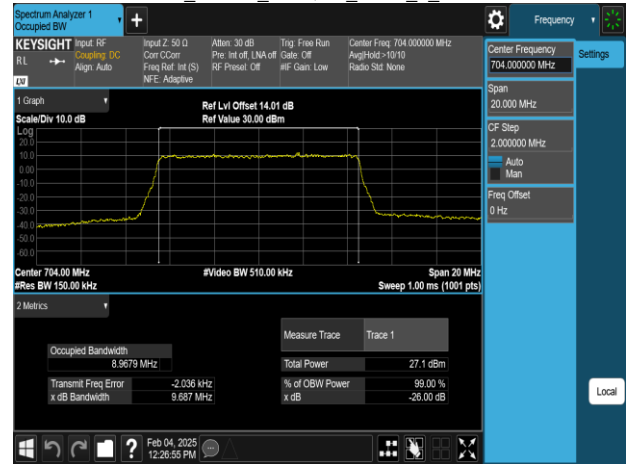 Spectrum Analyzer 1
Occupied BW
Frequency
KEYSIGHT
RL
LXI
Input: RF
Coupling: DC
Align: Auto
Input Z: 50 Ω
Corr CCorr
Freq Ref: Int (S)
NFE: Adaptive
Atten: 30 dB
Pre: Int off, LNA off
RF Presel: Off
Trig: Free Run
Gate: Off
#IF Gain: Low
Center Freq: 704.000000 MHz
Avg|Hold:>10/10
Radio Std: None
Center Frequency
704.000000 MHz
Settings
Span
20.000 MHz
CF Step
2.000000 MHz
Auto
Man
Freq Offset
0 Hz
Local
1 Graph
Scale/Div 10.0 dB
Ref Lvl Offset 14.01 dB
Ref Value 30.00 dBm
Log
20.0
10.0
0.00
-10.0
-20.0
-30.0
-40.0
-50.0
-60.0
Center 704.00 MHz
#Video BW 510.00 kHz
Span 20 MHz
#Res BW 150.00 kHz
Sweep 1.00 ms (1001 pts)
2 Metrics
Measure Trace
Trace 1
Occupied Bandwidth
8.9679 MHz
Total Power
27.1 dBm
Transmit Freq Error
-2.036 kHz
% of OBW Power
99.00 %
x dB Bandwidth
9.687 MHz
x dB
-26.00 dB
Feb 04, 2025
12:26:55 PM